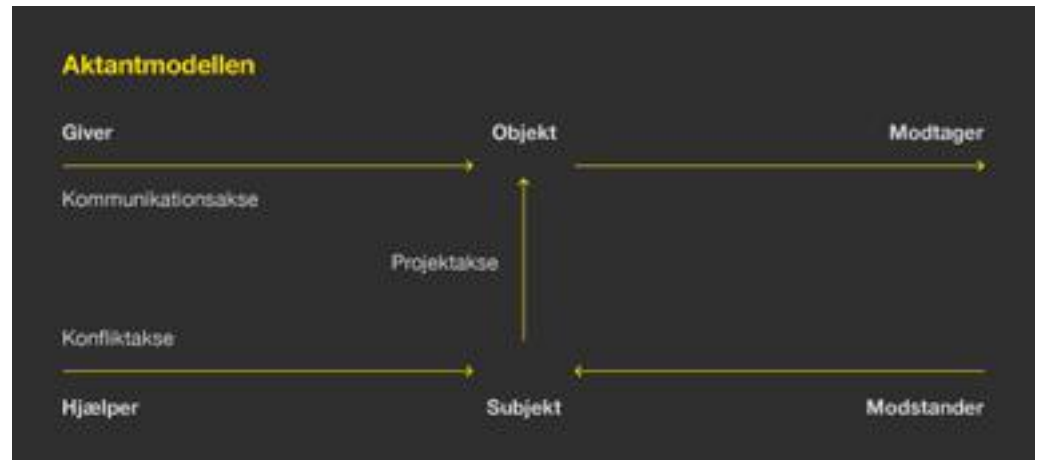 Aktantmodellen
Giver Objekt Modtager
Kommunikationsakse
Projektakse
Konfliktakse
Hjælper Subjekt Modstander